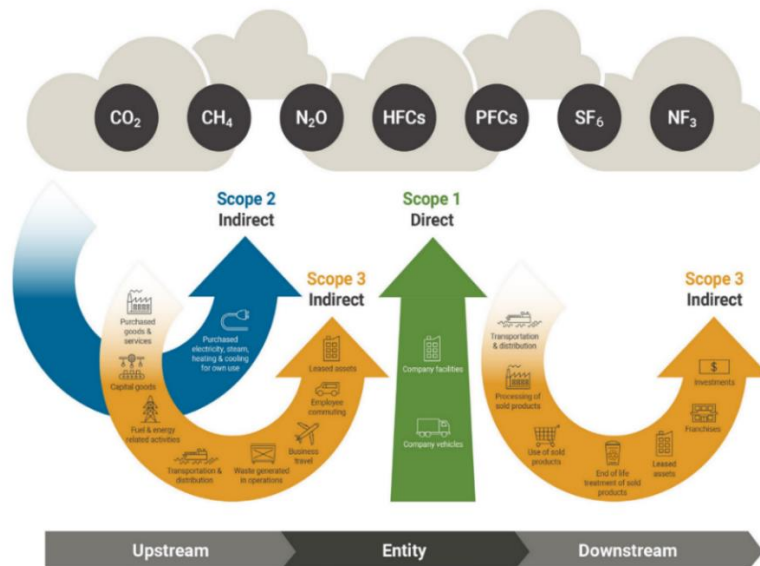 CO₂
CH₄
N₂O
HFCs
PFCs
SF₆
NF₃
Scope 2
Indirect
Purchased
electricity, steam,
heating & cooling
for own use
Scope 3
Indirect
Purchased
goods &
services
Capital goods
Fuel & energy
related activities
Transportation &
distribution
Waste generated
in operations
Business
travel
Employee
commuting
Leased assets
Scope 1
Direct
Company facilities
Company vehicles
Scope 3
Indirect
Transportation
& distribution
Processing of
sold products
Use of sold
products
End of life
treatment of sold
products
Leased
assets
Franchises
$
Investments
Upstream
Entity
Downstream